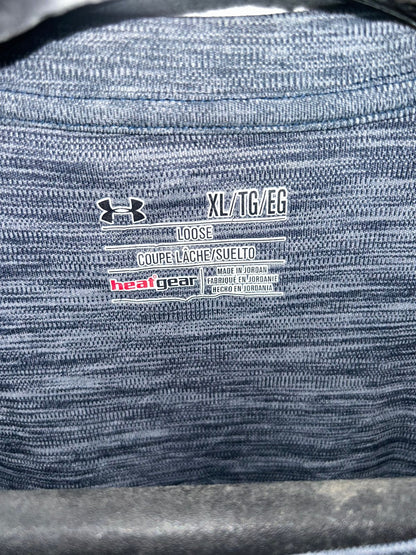 XL/TG/EG
LOOSE
COUPE LÂCHE/SUELTO
heatgear
MADE IN JORDAN
FABRIQUÉ EN JORDANIE
HECHO EN JORDANIA